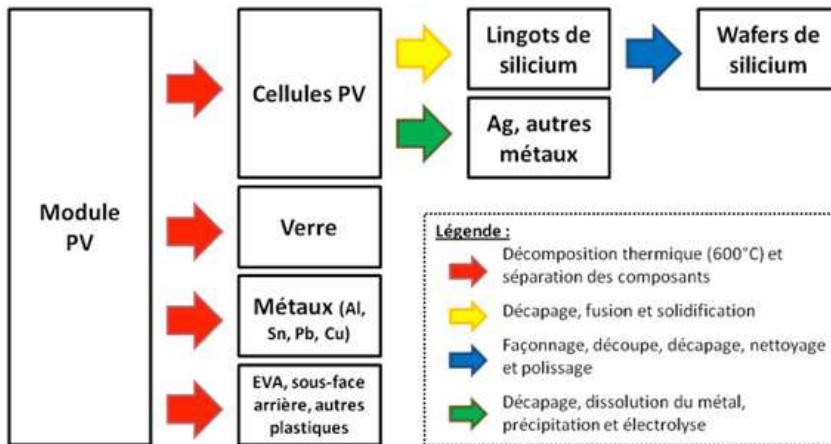 Module
PV
Cellules PV
Lingots de
silicium
Wafers de
silicium
Ag, autres
métaux
Verre
Métaux (Al,
Sn, Pb, Cu)
EVA, sous-face
arrière, autres
plastiques
Légende :
Décomposition thermique (600°C) et
séparation des composants
Décapage, fusion et solidification
Façonnage, découpe, décapage, nettoyage
et polissage
Décapage, dissolution du métal,
précipitation et électrolyse